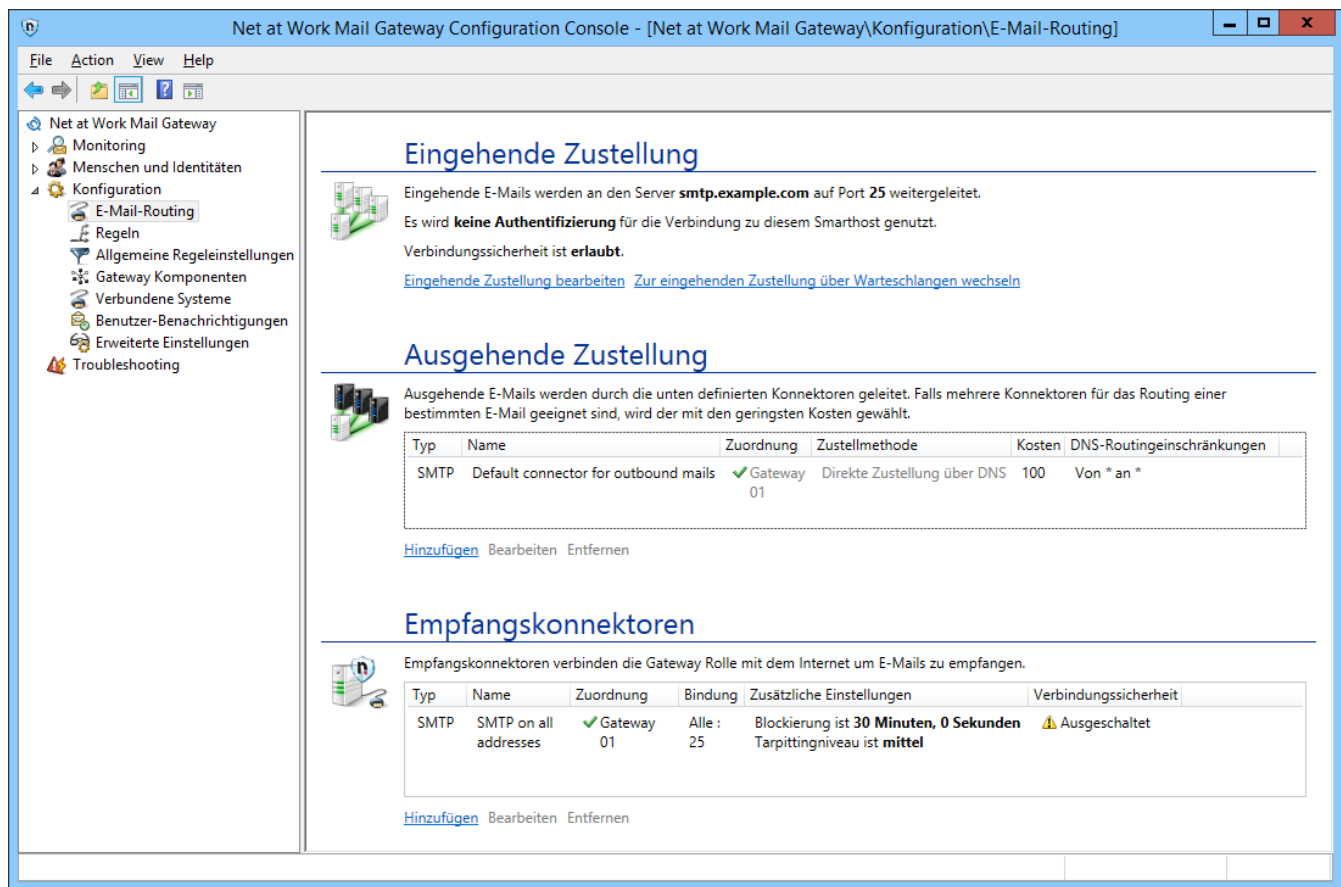 Net at Work Mail Gateway Configuration Console - [Net at Work Mail Gateway\Konfiguration\E-Mail-Routing]
File Action View Help
Net at Work Mail Gateway
Monitoring
Menschen und Identitäten
Konfiguration
E-Mail-Routing
Regeln
Allgemeine Regeleinstellungen
Gateway Komponenten
Verbundene Systeme
Benutzer-Benachrichtigungen
Erweiterte Einstellungen
Troubleshooting
Eingehende Zustellung
Eingehende E-Mails werden an den Server smtp.example.com auf Port 25 weitergeleitet.
Es wird keine Authentifizierung für die Verbindung zu diesem Smarthost genutzt.
Verbindungssicherheit ist erlaubt.
Eingehende Zustellung bearbeiten Zur eingehenden Zustellung über Warteschlangen wechseln
Ausgehende Zustellung
Ausgehende E-Mails werden durch die unten definierten Konnektoren geleitet. Falls mehrere Konnektoren für das Routing einer
bestimmten E-Mail geeignet sind, wird der mit den geringsten Kosten gewählt.
Typ Name Zuordnung Zustellmethode Kosten DNS-Routingeinschränkungen
SMTP Default connector for outbound mails Gateway Direkte Zustellung über DNS 100 Von * an *
01
Hinzufügen Bearbeiten Entfernen
Empfangskonnektoren
Empfangskonnektoren verbinden die Gateway Rolle mit dem Internet um E-Mails zu empfangen.
Typ Name Zuordnung Bindung Zusätzliche Einstellungen Verbindungssicherheit
SMTP SMTP on all Gateway Alle : Blockierung ist 30 Minuten, 0 Sekunden Ausgeschaltet
addresses 01 25 Tarpittingniveau ist mittel
Hinzufügen Bearbeiten Entfernen